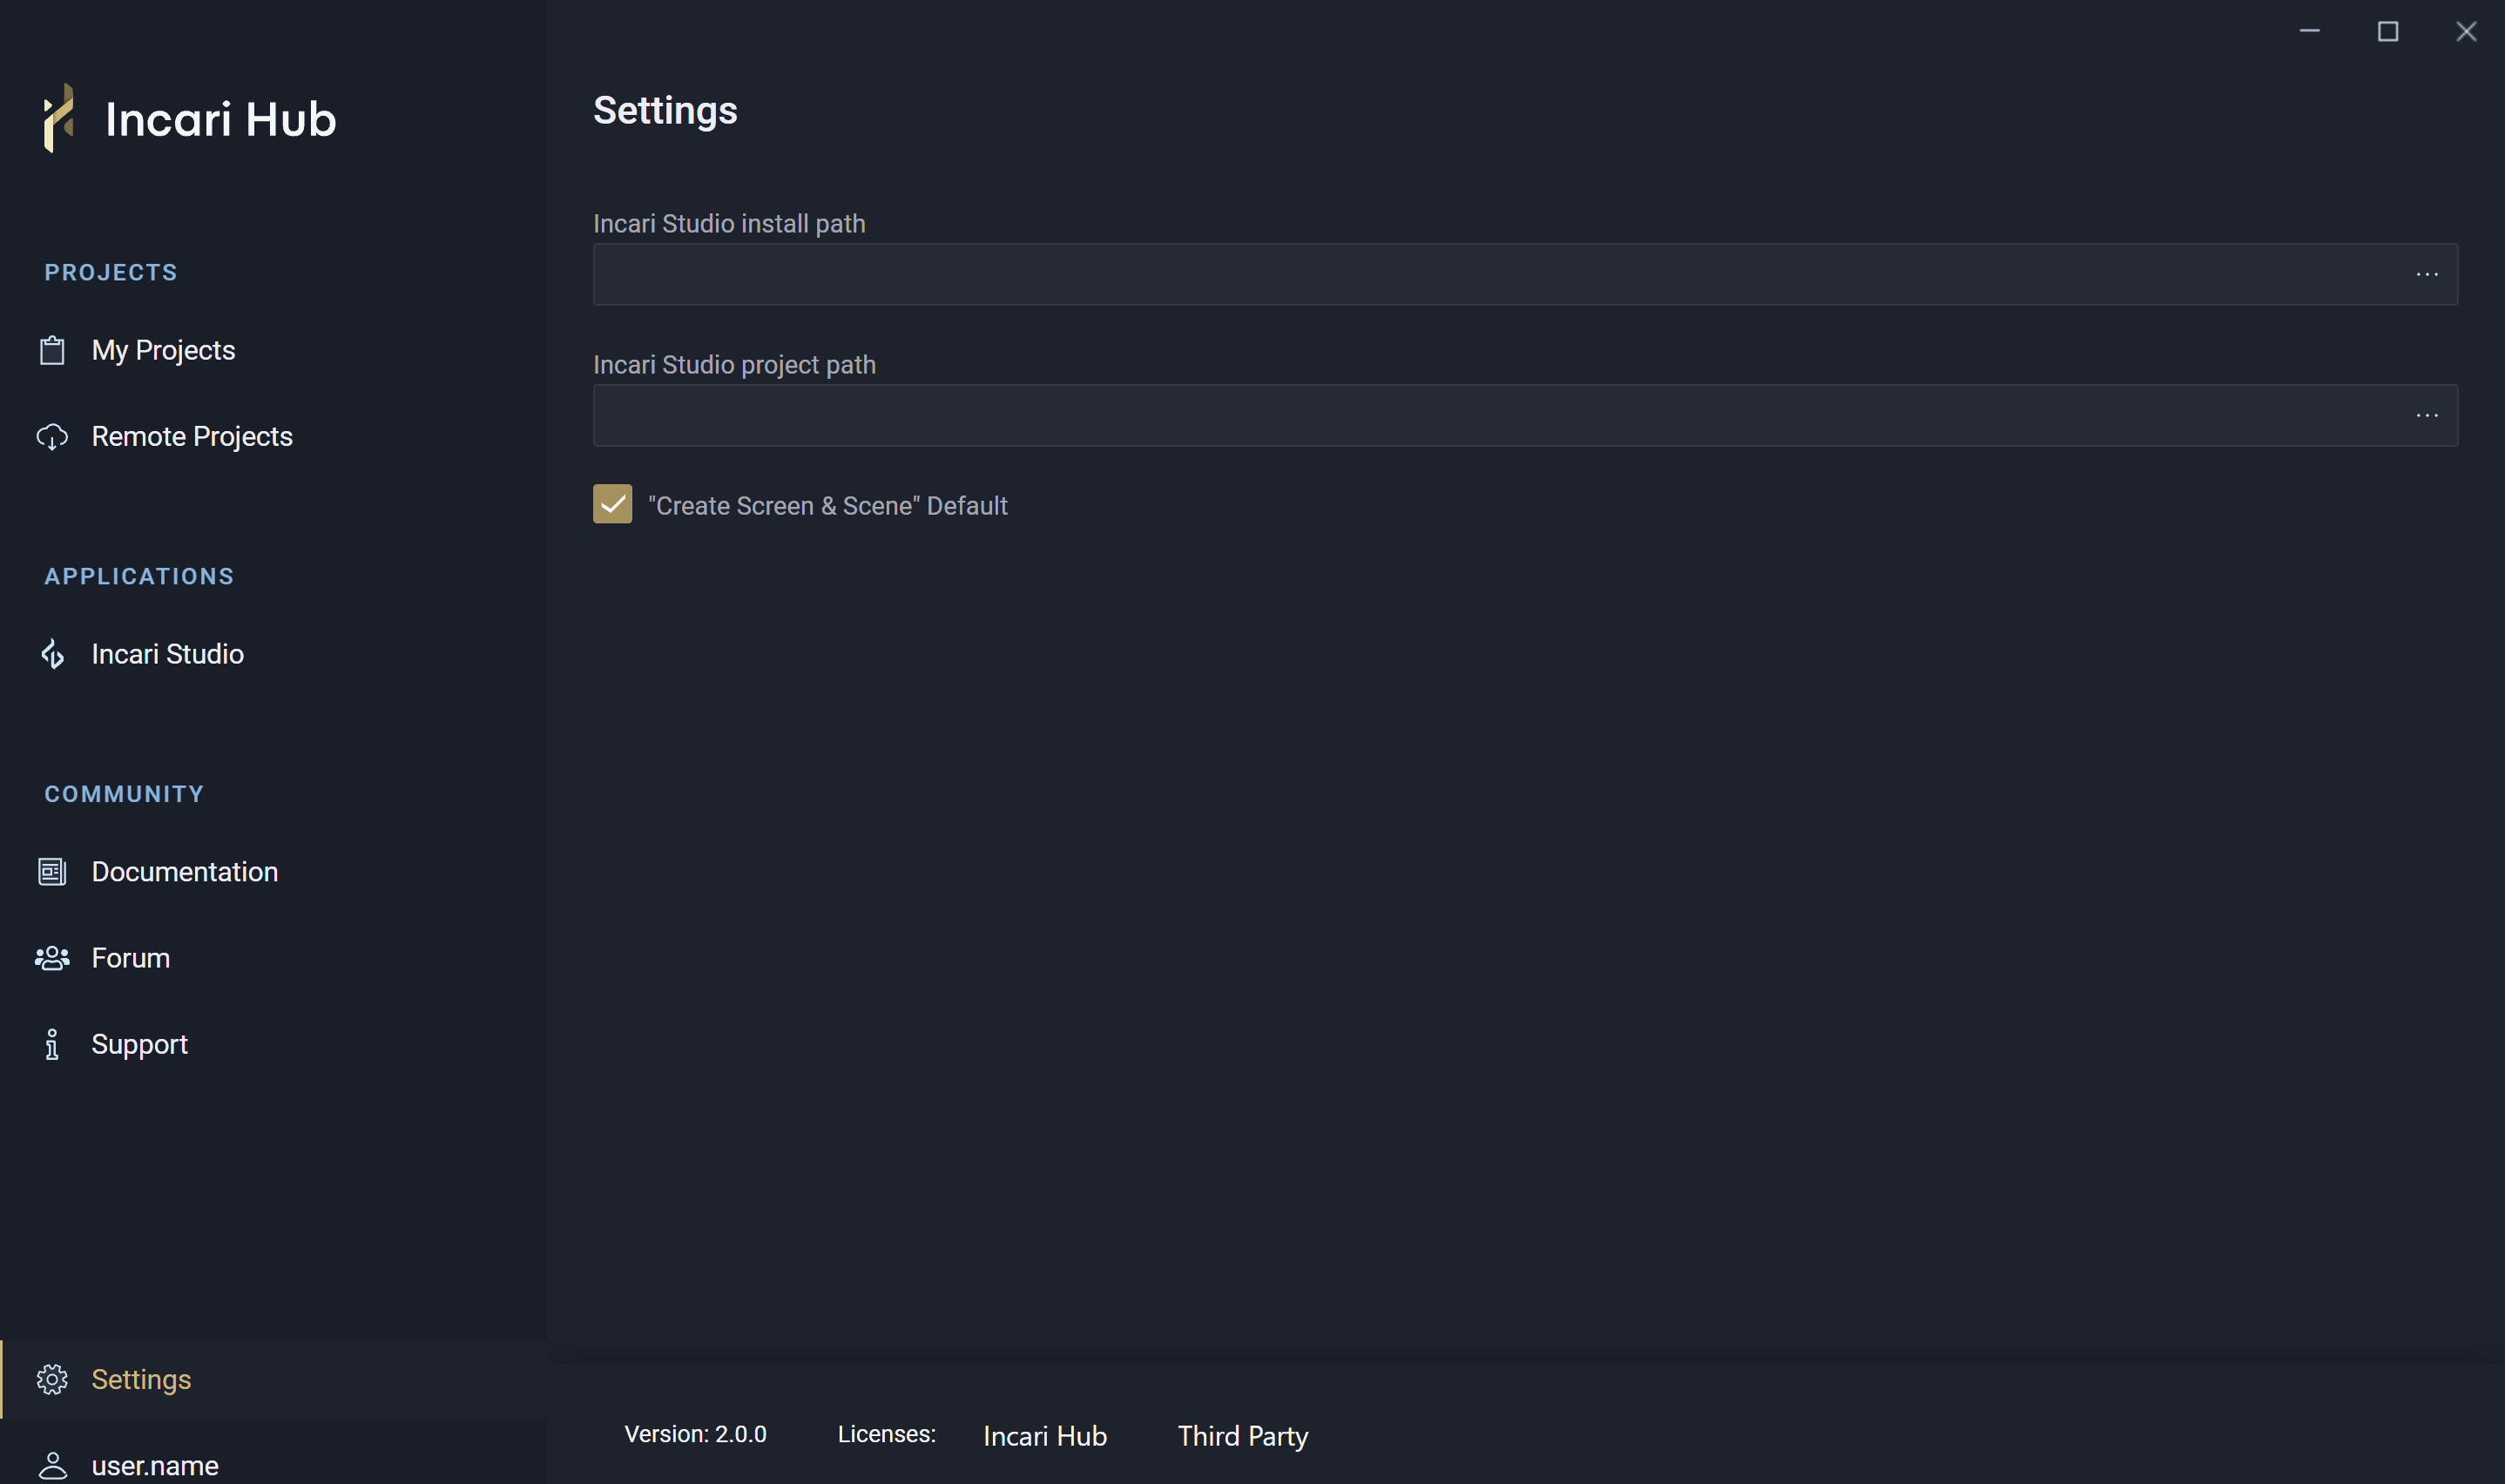 Incari Hub
PROJECTS
My Projects
Remote Projects
APPLICATIONS
Incari Studio
COMMUNITY
Documentation
Forum
Support
Settings
user.name
Settings
Incari Studio install path
...
Incari Studio project path
...
"Create Screen & Scene" Default
Version: 2.0.0 Licenses: Incari Hub Third Party